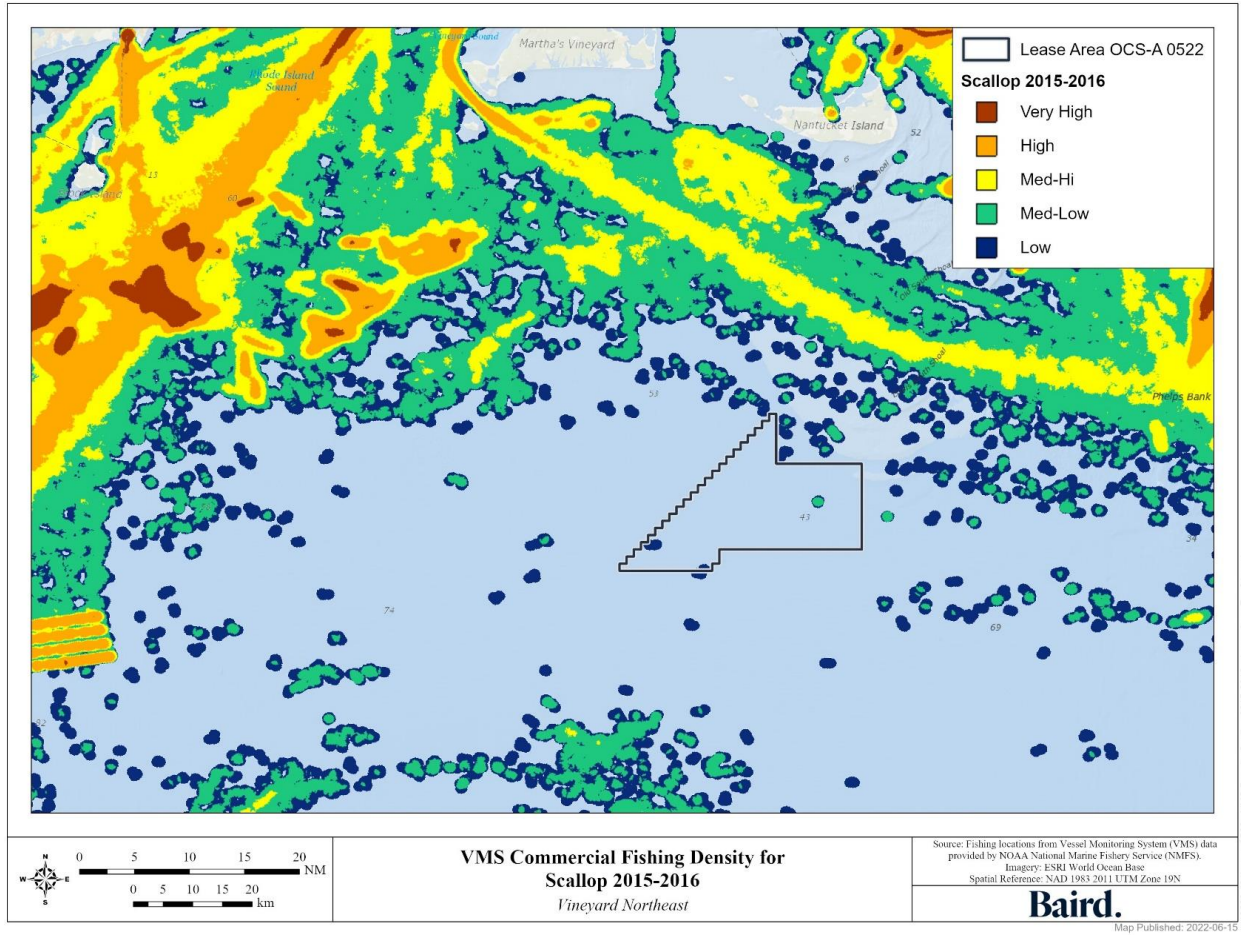 Vineyard Sound
Martha's Vineyard
Rhode Island
Sound
Nantucket Island
52
6
13
60
53
43
34
74
69
92
Phelps Bank
Lease Area OCS-A 0522
Scallop 2015-2016
Very High
High
Med-Hi
Med-Low
Low
N
W
E
S
0 5 10 15 20
NM
0 5 10 15 20
km
VMS Commercial Fishing Density for
Scallop 2015-2016
Vineyard Northeast
Source: Fishing locations from Vessel Monitoring System (VMS) data
provided by NOAA National Marine Fishery Service (NMFS).
Imagery: ESRI World Ocean Base
Spatial Reference: NAD 1983 2011 UTM Zone 19N
Baird.
Map Published: 2022-06-15